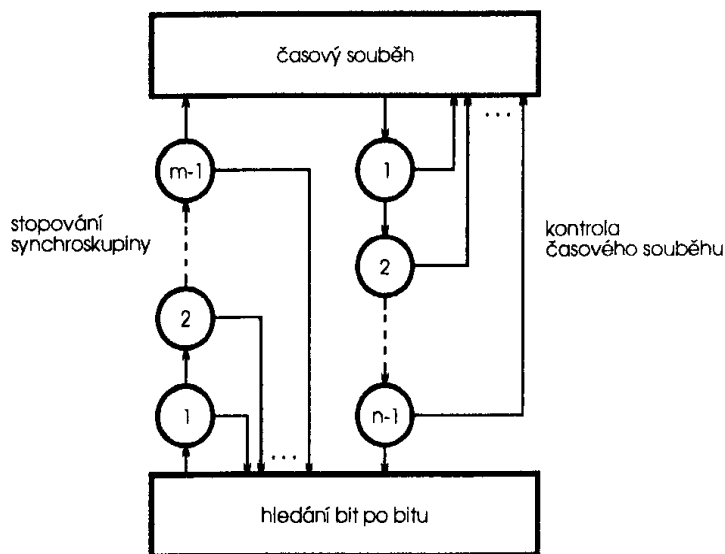 časový souběh
...
m-1
1
stopování
synchroskupiny
kontrola
časového souběhu
2
2
1
n-1
...
hledání bit po bitu